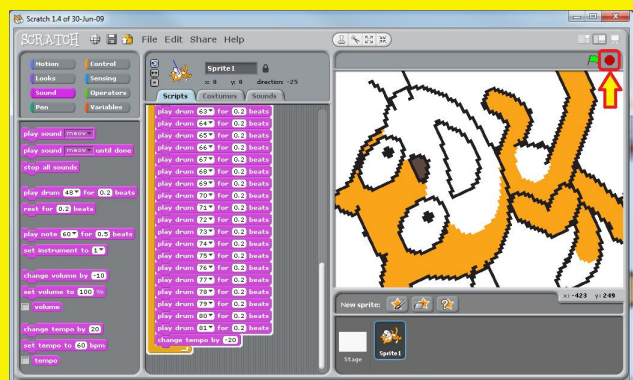 Scratch 1.4 of 30-Jun-09
SCRATCH File Edit Share Help
Motion Control
Looks Sensing
Sound Operators
Pen Variables
Sprite1
x: 0 y: 0 direction: -25
Scripts Costumes Sounds
play sound meow
play sound meow until done
stop all sounds
play drum 48 for 0.2 beats
rest for 0.2 beats
play note 60 for 0.5 beats
set instrument to 1
change volume by -10
set volume to 100 %
volume
change tempo by 20
set tempo to 60 bpm
tempo
play drum 63 for 0.2 beats
play drum 64 for 0.2 beats
play drum 65 for 0.2 beats
play drum 66 for 0.2 beats
play drum 67 for 0.2 beats
play drum 68 for 0.2 beats
play drum 69 for 0.2 beats
play drum 70 for 0.2 beats
play drum 71 for 0.2 beats
play drum 72 for 0.2 beats
play drum 73 for 0.2 beats
play drum 74 for 0.2 beats
play drum 75 for 0.2 beats
play drum 76 for 0.2 beats
play drum 77 for 0.2 beats
play drum 78 for 0.2 beats
play drum 79 for 0.2 beats
play drum 80 for 0.2 beats
play drum 81 for 0.2 beats
change tempo by -20
x: -423 y: 249
New sprite:
Stage
Sprite1